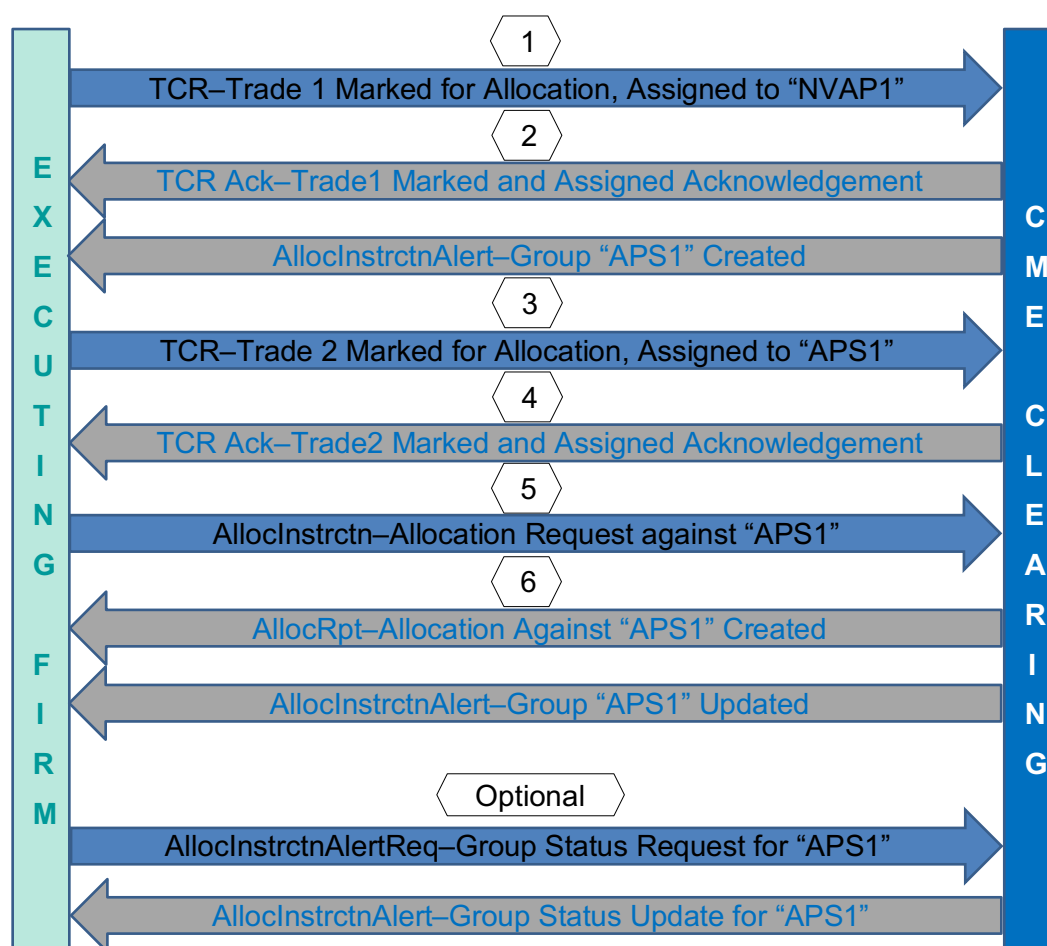 EXECUTING FIRM
CME CLEARING
1
TCR–Trade 1 Marked for Allocation, Assigned to “NVAP1”
2
TCR Ack–Trade1 Marked and Assigned Acknowledgement
AllocInstrctnAlert–Group “APS1” Created
3
TCR–Trade 2 Marked for Allocation, Assigned to “APS1”
4
TCR Ack–Trade2 Marked and Assigned Acknowledgement
5
AllocInstrctn–Allocation Request against “APS1”
6
AllocRpt–Allocation Against “APS1” Created
AllocInstrctnAlert–Group “APS1” Updated
Optional
AllocInstrctnAlertReq–Group Status Request for “APS1”
AllocInstrctnAlert–Group Status Update for “APS1”